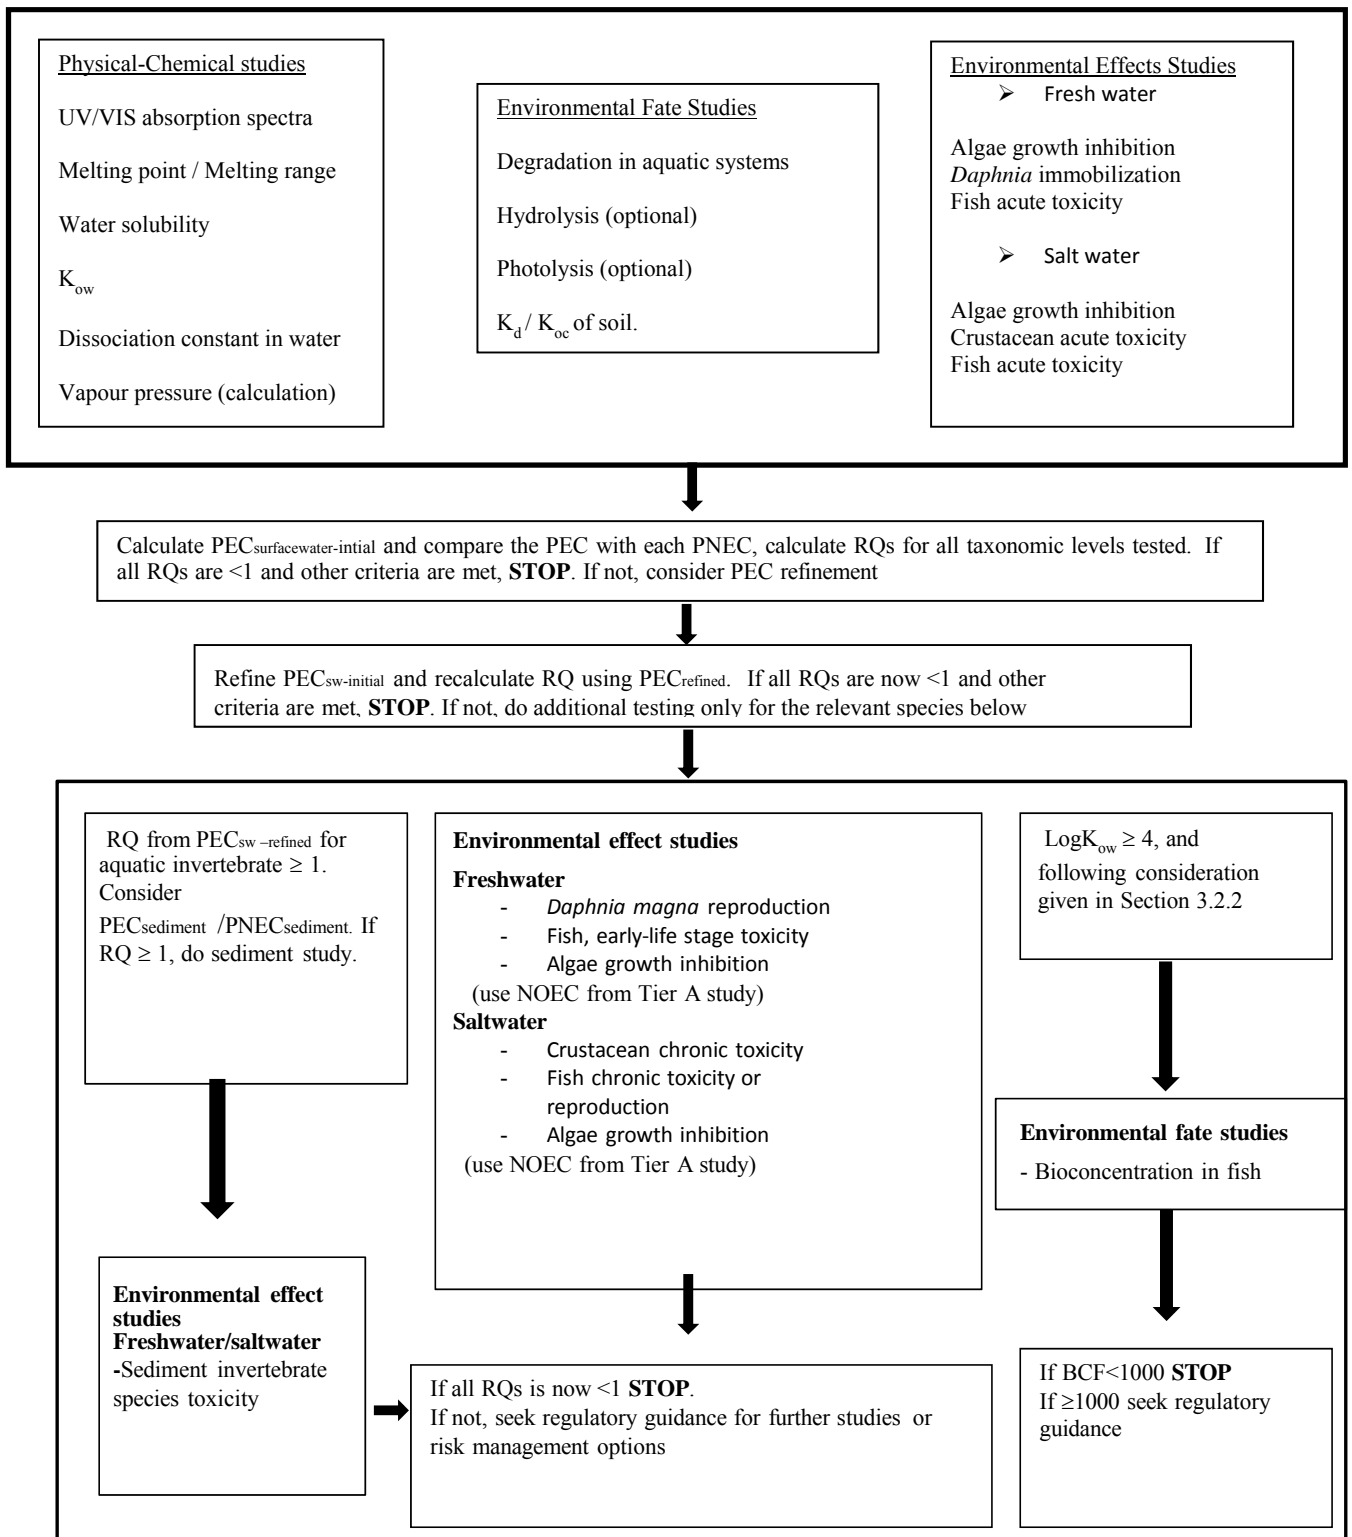 Physical-Chemical studies
UV/VIS absorption spectra
Melting point / Melting range
Water solubility
Kow
Dissociation constant in water
Vapour pressure (calculation)
Environmental Fate Studies
Degradation in aquatic systems
Hydrolysis (optional)
Photolysis (optional)
Kd / Koc of soil.
Environmental Effects Studies
➢ Fresh water
Algae growth inhibition
Daphnia immobilization
Fish acute toxicity
➢ Salt water
Algae growth inhibition
Crustacean acute toxicity
Fish acute toxicity
Calculate PECsurfacewater-intial and compare the PEC with each PNEC, calculate RQs for all taxonomic levels tested. If
all RQs are <1 and other criteria are met, STOP. If not, consider PEC refinement
Refine PECsw-initial and recalculate RQ using PECrefined. If all RQs are now <1 and other
criteria are met, STOP. If not, do additional testing only for the relevant species below
RQ from PECsw –refined for
aquatic invertebrate ≥ 1.
Consider
PECsediment /PNECsediment. If
RQ ≥ 1, do sediment study.
Environmental effect studies
Freshwater
- Daphnia magna reproduction
- Fish, early-life stage toxicity
- Algae growth inhibition
(use NOEC from Tier A study)
Saltwater
- Crustacean chronic toxicity
- Fish chronic toxicity or
reproduction
- Algae growth inhibition
(use NOEC from Tier A study)
LogKow ≥ 4, and
following consideration
given in Section 3.2.2
Environmental fate studies
- Bioconcentration in fish
Environmental effect
studies
Freshwater/saltwater
-Sediment invertebrate
species toxicity
If all RQs is now <1 STOP.
If not, seek regulatory guidance for further studies or
risk management options
If BCF<1000 STOP
If ≥1000 seek regulatory
guidance